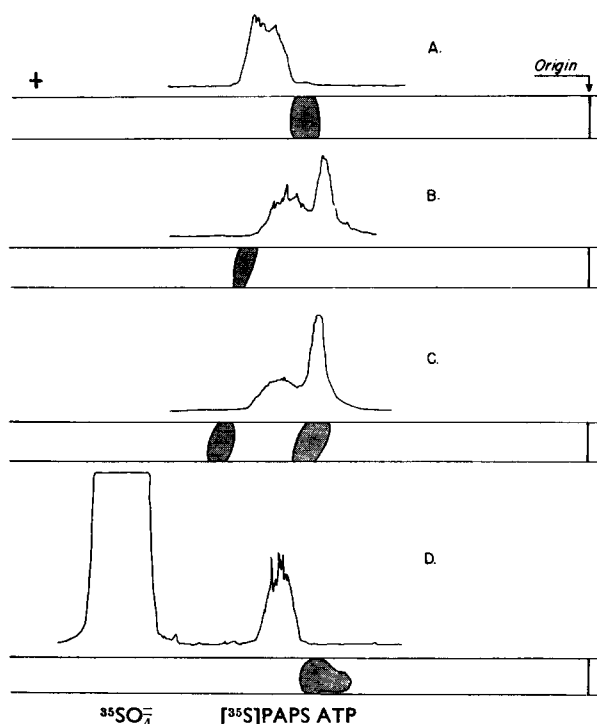 A.
+
Origin
B.
C.
D.
³⁵SO₄⁼ [³⁵S]PAPS ATP